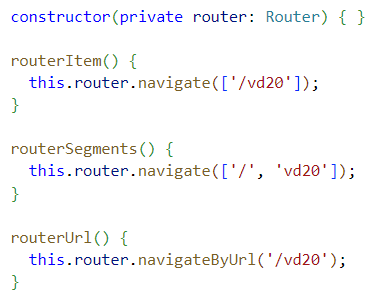 constructor(private router: Router) { }
routerItem() {
this.router.navigate(['/vd20']);
}
routerSegments() {
this.router.navigate(['/', 'vd20']);
}
routerUrl() {
this.router.navigateByUrl('/vd20');
}